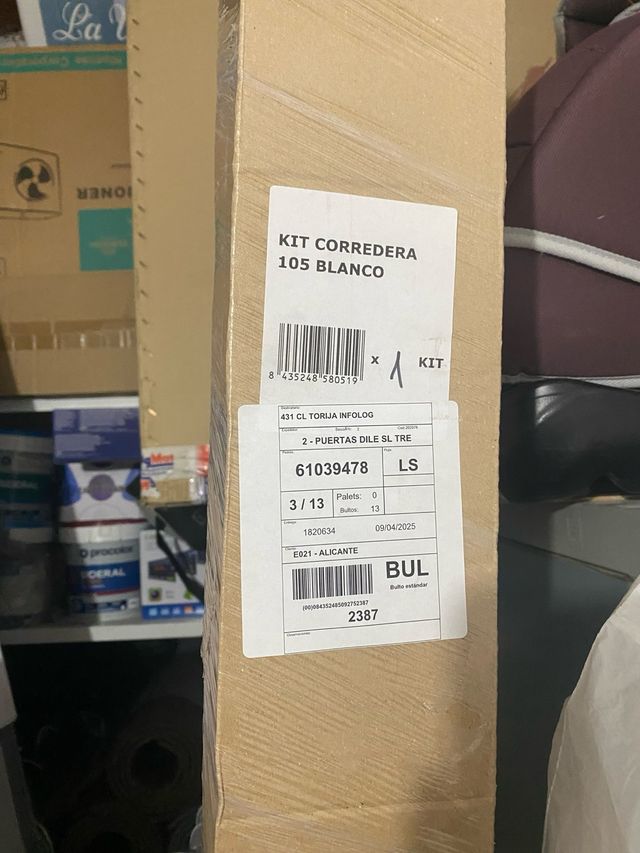 La
KIT CORREDERA
105 BLANCO
8 435248 580519
x 1 KIT
431 CL TORIJA INFOLOG
2 - PUERTAS DILE SL TRE
61039478
LS
3 / 13
Palets: 0
Bultos: 13
1820634 09/04/2025
E021 - ALICANTE
BUL
Bulto estándar
(00)084352485092752387
2387
procolor